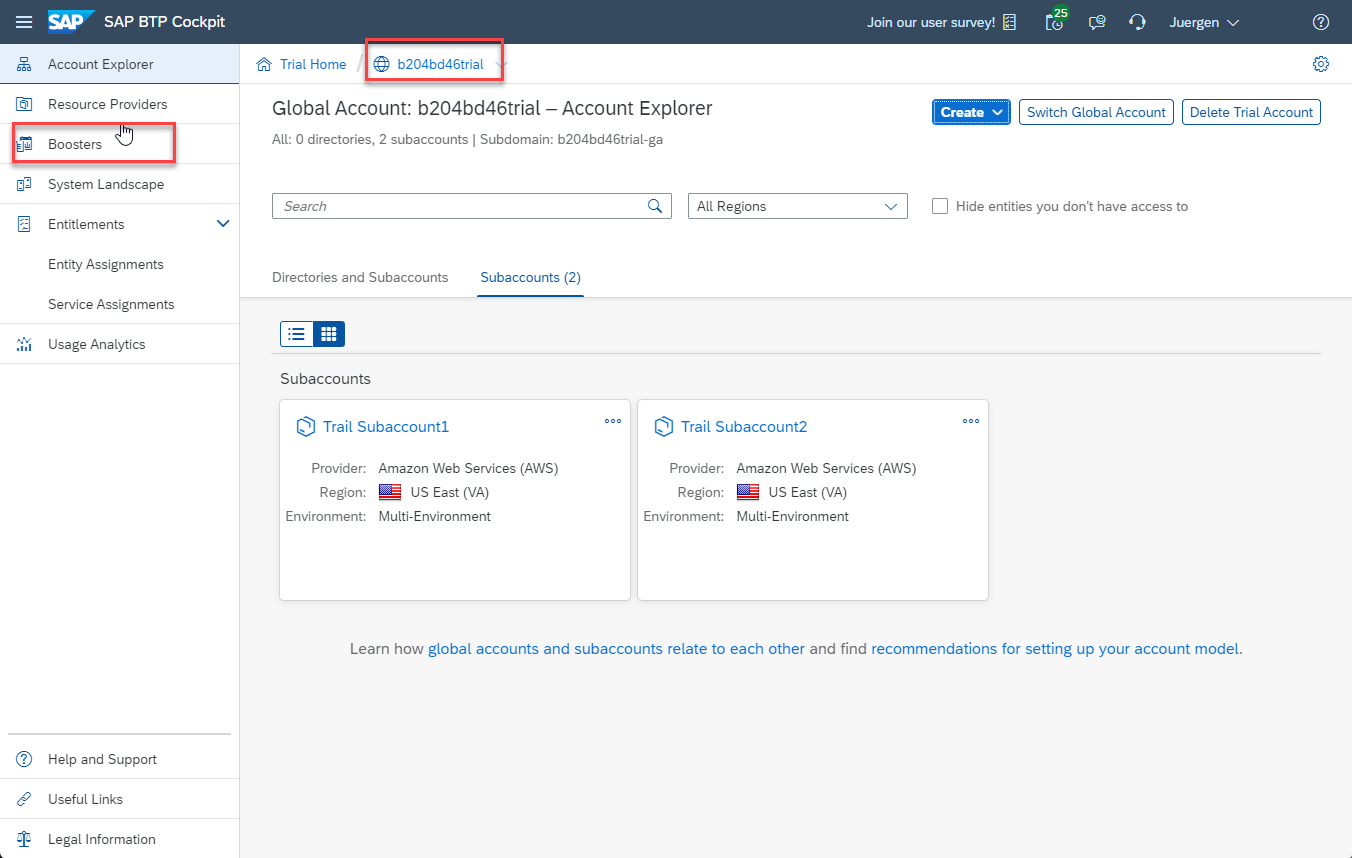 SAP SAP BTP Cockpit
Join our user survey!
25
Juergen
Account Explorer
Resource Providers
Boosters
System Landscape
Entitlements
Entity Assignments
Service Assignments
Usage Analytics
Help and Support
Useful Links
Legal Information
Trial Home / b204bd46trial
Global Account: b204bd46trial – Account Explorer
Create
Switch Global Account
Delete Trial Account
All: 0 directories, 2 subaccounts | Subdomain: b204bd46trial-ga
Search
All Regions
Hide entities you don't have access to
Directories and Subaccounts
Subaccounts (2)
Subaccounts
Trail Subaccount1
Provider: Amazon Web Services (AWS)
Region: US East (VA)
Environment: Multi-Environment
Trail Subaccount2
Provider: Amazon Web Services (AWS)
Region: US East (VA)
Environment: Multi-Environment
Learn how global accounts and subaccounts relate to each other and find recommendations for setting up your account model.